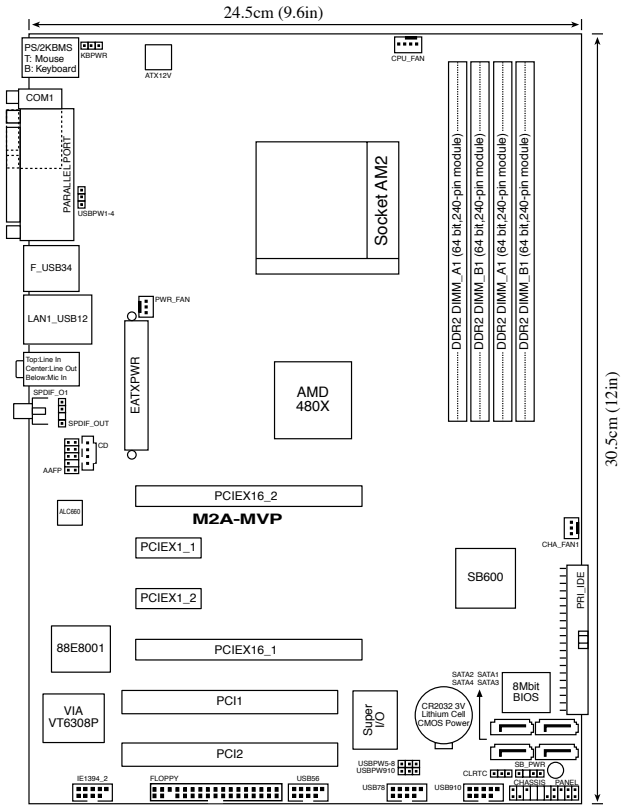 24.5cm (9.6in)
PS/2KBMS
T: Mouse
B: Keyboard
KBPWR
ATX12V
CPU_FAN
COM1
PARALLEL PORT
USBPW1-4
Socket AM2
DDR2 DIMM_A1 (64 bit,240-pin module)
DDR2 DIMM_B1 (64 bit,240-pin module)
DDR2 DIMM_A1 (64 bit,240-pin module)
DDR2 DIMM_B1 (64 bit,240-pin module)
F_USB34
LAN1_USB12
PWR_FAN
EATXPWR
Top:Line In
Center:Line Out
Below:Mic In
AMD
480X
30.5cm (12in)
SPDIF_O1
SPDIF_OUT
CD
AAFP
PCIEX16_2
M2A-MVP
ALC660
CHA_FAN1
PCIEX1_1
SB600
PRI_IDE
PCIEX1_2
88E8001
PCIEX16_1
SATA2 SATA1
SATA4 SATA3
8Mbit
BIOS
VIA
VT6308P
PCI1
Super
I/O
CR2032 3V
Lithium Cell
CMOS Power
PCI2
USBPW5-8
USBPW910
SB_PWR
CLRTC
CHASSIS
PANEL
IE1394_2
FLOPPY
USB56
USB78
USB910